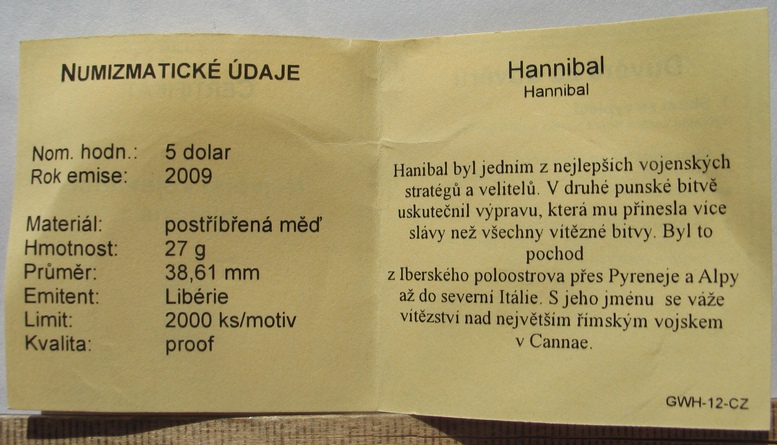 NUMIZMATICKÉ ÚDAJE
Nom. hodn.: 5 dolar
Rok emise: 2009
Materiál: postříbřená měď
Hmotnost: 27 g
Průměr: 38,61 mm
Emitent: Libérie
Limit: 2000 ks/motiv
Kvalita: proof
Hannibal
Hannibal
Hanibal byl jedním z nejlepších vojenských
stratégů a velitelů. V druhé punské bitvě
uskutečnil výpravu, která mu přinesla více
slávy než všechny vítězné bitvy. Byl to
pochod
z Iberského poloostrova přes Pyreneje a Alpy
až do severní Itálie. S jeho jménu se váže
vítězství nad největším římským vojskem
v Cannae.
GWH-12-CZ